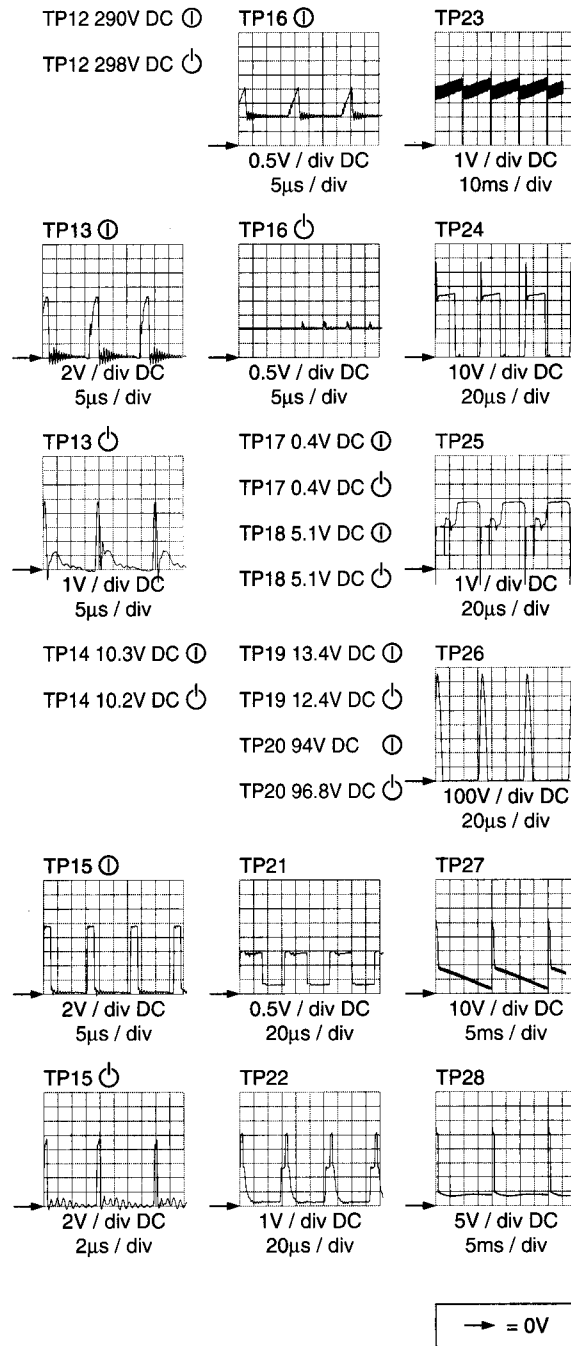 TP12 290V DC Ⓘ
TP12 298V DC ⏻
TP16 Ⓘ
0.5V / div DC
5µs / div
TP23
1V / div DC
10ms / div
TP13 Ⓘ
2V / div DC
5µs / div
TP16 ⏻
0.5V / div DC
5µs / div
TP24
10V / div DC
20µs / div
TP13 ⏻
1V / div DC
5µs / div
TP17 0.4V DC Ⓘ
TP17 0.4V DC ⏻
TP18 5.1V DC Ⓘ
TP18 5.1V DC ⏻
TP25
1V / div DC
20µs / div
TP14 10.3V DC Ⓘ
TP14 10.2V DC ⏻
TP19 13.4V DC Ⓘ
TP19 12.4V DC ⏻
TP20 94V DC Ⓘ
TP20 96.8V DC ⏻
TP26
100V / div DC
20µs / div
TP15 Ⓘ
2V / div DC
5µs / div
TP21
0.5V / div DC
20µs / div
TP27
10V / div DC
5ms / div
TP15 ⏻
2V / div DC
2µs / div
TP22
1V / div DC
20µs / div
TP28
5V / div DC
5ms / div
→ = 0V